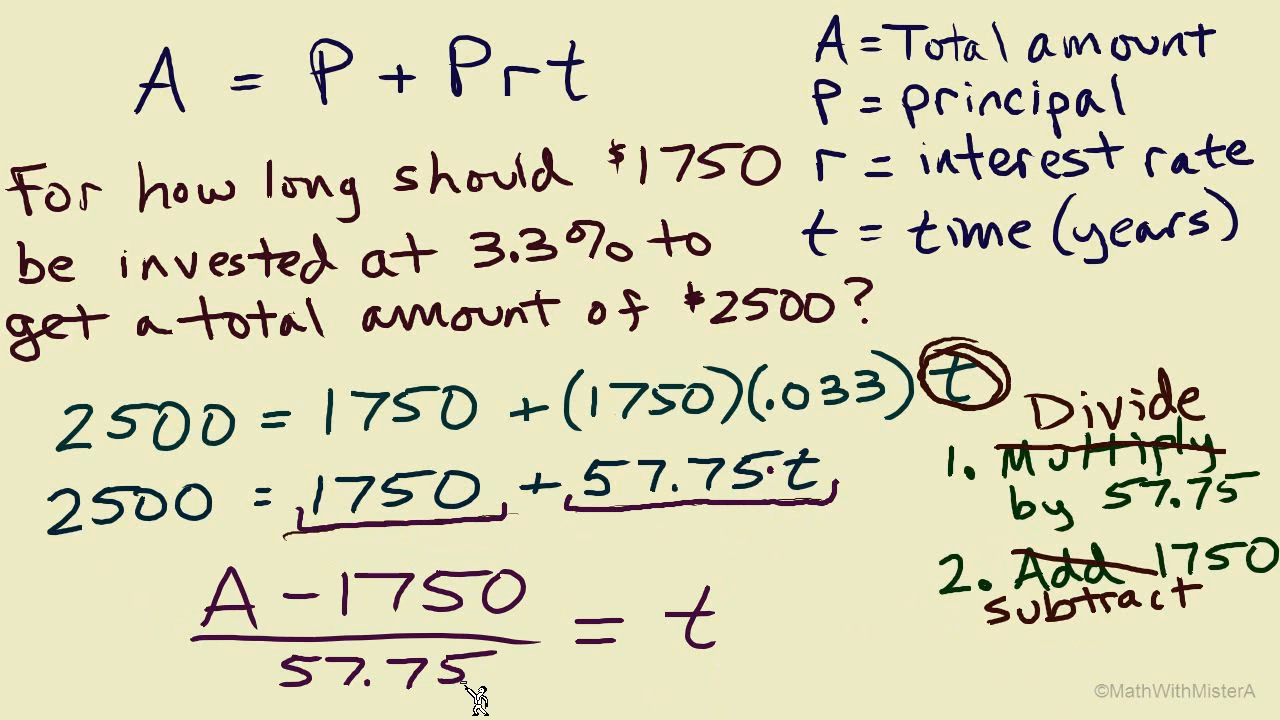 A = P + Prt
A = Total amount
P = principal
r = interest rate
t = time (years)
For how long should $1750
be invested at 3.3% to
get a total amount of $2500?
2500 = 1750 + (1750)(.033) t
2500 = 1750 + 57.75·t
Divide
1. Multiply
by 57.75
2. Add 1750
subtract
A - 1750
57.75
= t
©MathWithMisterA